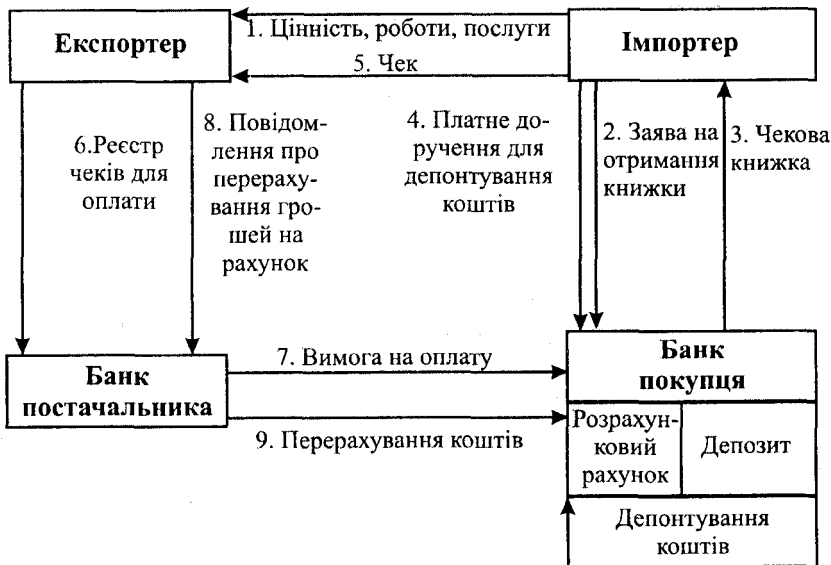 Експортер
1. Цінність, роботи, послуги
5. Чек
Імпортер
6.Реєстр
чеків для
оплати
8. Повідом-
лення про
перераху-
вання гро-
шей на
рахунок
4. Платне до-
ручення для
депонтування
коштів
2. Заява на
отримання
книжки
3. Чекова
книжка
Банк
постачальника
7. Вимога на оплату
9. Перерахування коштів
Банк
покупця
Розрахун-
ковий
рахунок
Депозит
Депонтування
коштів